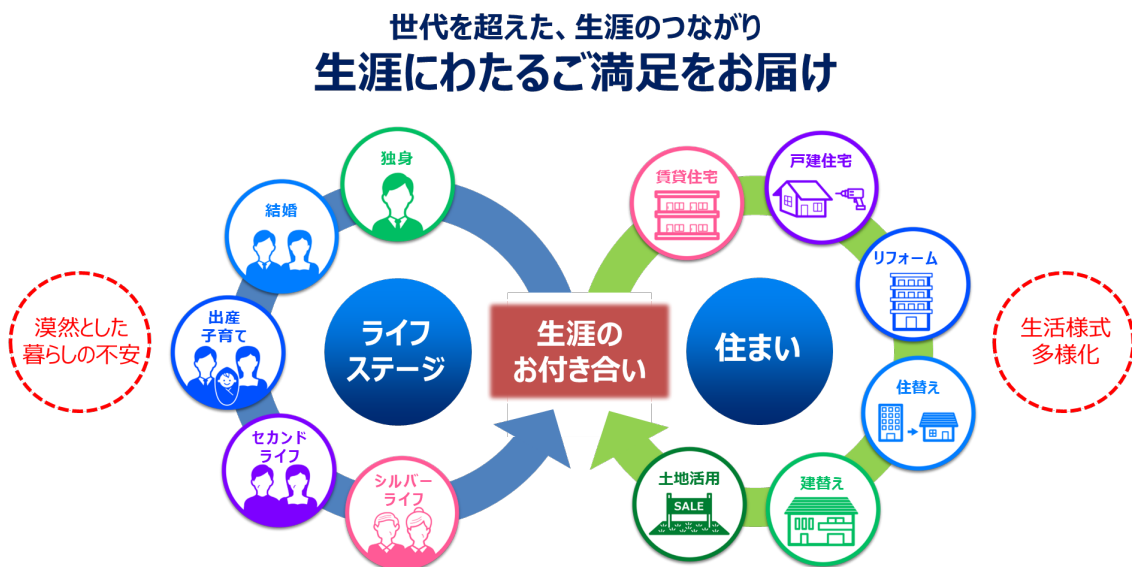 世代を超えた、生涯のつながり
生涯にわたるご満足をお届け
独身
結婚
出産
子育て
セカンド
ライフ
シルバー
ライフ
漠然とした
暮らしの不安
ライフ
ステージ
生涯の
お付き合い
住まい
賃貸住宅
戸建住宅
リフォーム
住替え
建替え
土地活用
SALE
生活様式
多様化